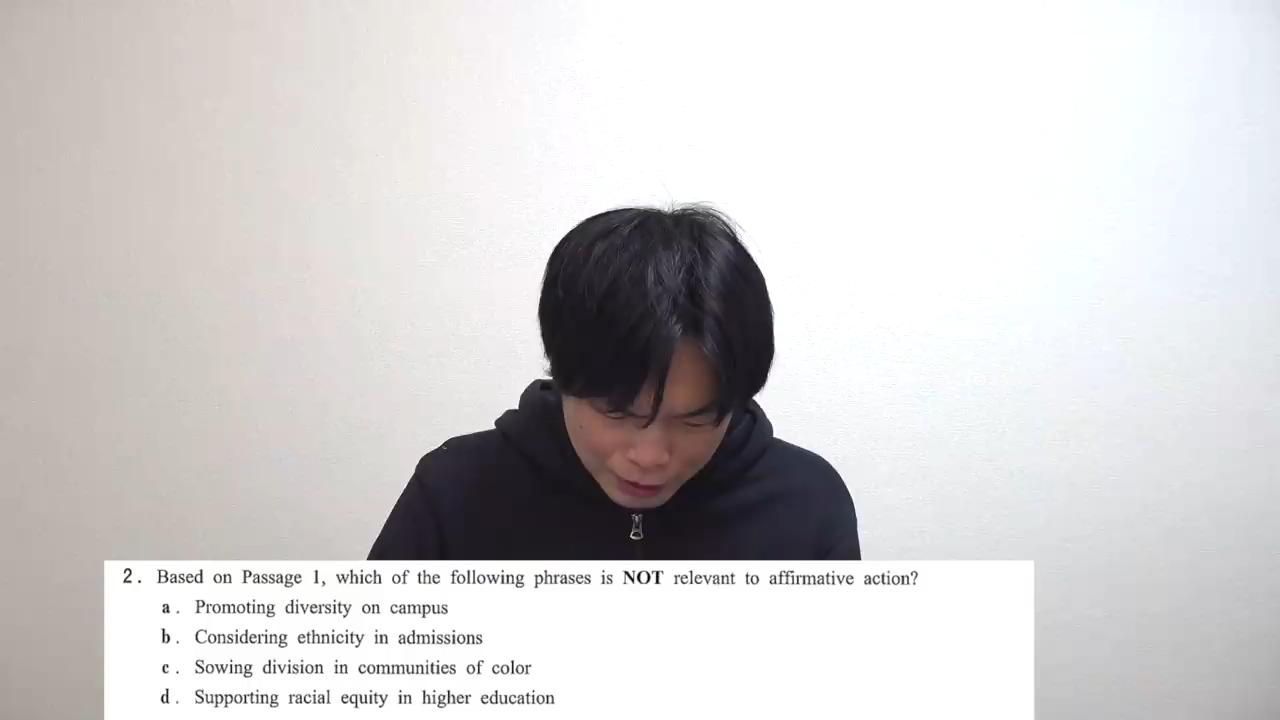 2. Based on Passage 1, which of the following phrases is NOT relevant to affirmative action?
a. Promoting diversity on campus
b. Considering ethnicity in admissions
c. Sowing division in communities of color
d. Supporting racial equity in higher education